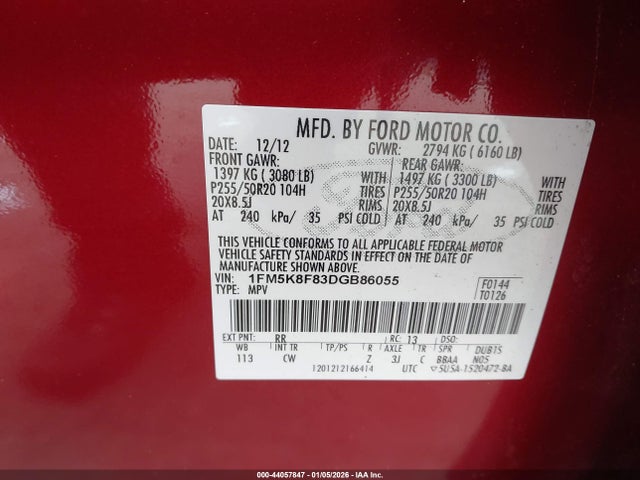 MFD. BY FORD MOTOR CO.
DATE: 12/12 GVWR: 2794 KG ( 6160 LB)
FRONT GAWR: REAR GAWR:
1397 KG ( 3080 LB) 1497 KG ( 3300 LB)
P255/50R20 104H TIRES P255/50R20 104H TIRES
20X8.5J RIMS 20X8.5J RIMS
AT 240 kPa/ 35 PSI COLD AT 240 kPa/ 35 PSI COLD
THIS VEHICLE CONFORMS TO ALL APPLICABLE FEDERAL MOTOR
VEHICLE SAFETY STANDARDS IN EFFECT ON THE DATE OF
MANUFACTURE SHOWN ABOVE.
VIN: 1FM5K8F83DGB86055 F0144
TYPE: MPV T0126
EXT PNT: RR RC: 13 DSO:
WB INT TR TP/PS R AXLE TR SPR DUBTS
113 CW Z 3J C BBAA N05
1201212166414 UTC ▽5U5A-1520472-BA
000-44057847 - 01/05/2026 - IAA Inc.